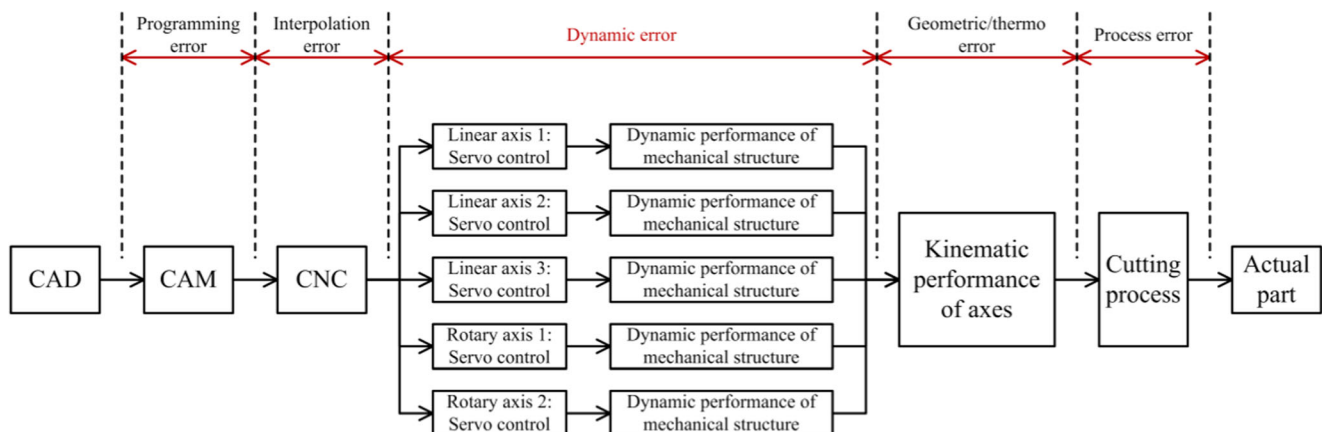 Programming
error
Interpolation
error
Dynamic error
Geometric/thermo
error
Process error
Linear axis 1:
Servo control
Dynamic performance of
mechanical structure
Linear axis 2:
Servo control
Dynamic performance of
mechanical structure
CAD
CAM
CNC
Linear axis 3:
Servo control
Dynamic performance of
mechanical structure
Kinematic
performance
of axes
Cutting
process
Actual
part
Rotary axis 1:
Servo control
Dynamic performance of
mechanical structure
Rotary axis 2:
Servo control
Dynamic performance of
mechanical structure